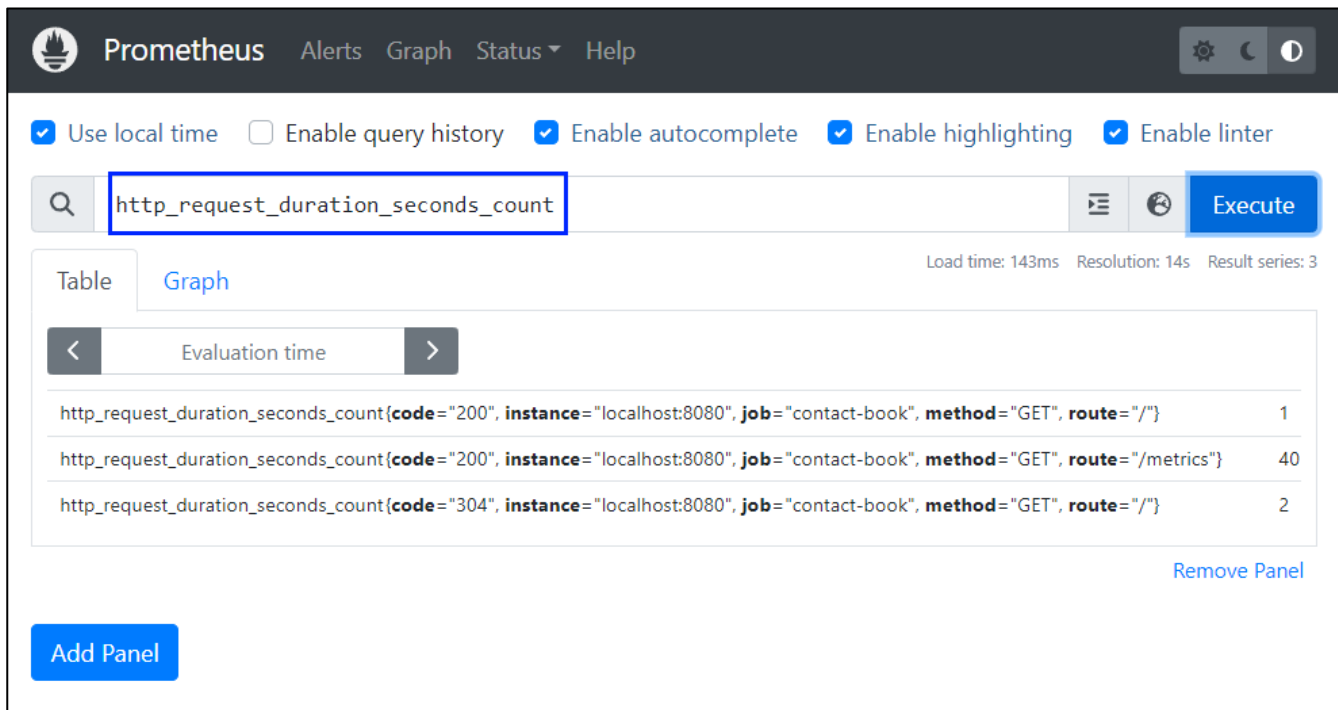 Prometheus Alerts Graph Status Help
Use local time Enable query history Enable autocomplete Enable highlighting Enable linter
http_request_duration_seconds_count Execute
Load time: 143ms Resolution: 14s Result series: 3
Table Graph
Evaluation time
http_request_duration_seconds_count{code="200", instance="localhost:8080", job="contact-book", method="GET", route="/"} 1
http_request_duration_seconds_count{code="200", instance="localhost:8080", job="contact-book", method="GET", route="/metrics"} 40
http_request_duration_seconds_count{code="304", instance="localhost:8080", job="contact-book", method="GET", route="/"} 2
Remove Panel
Add Panel